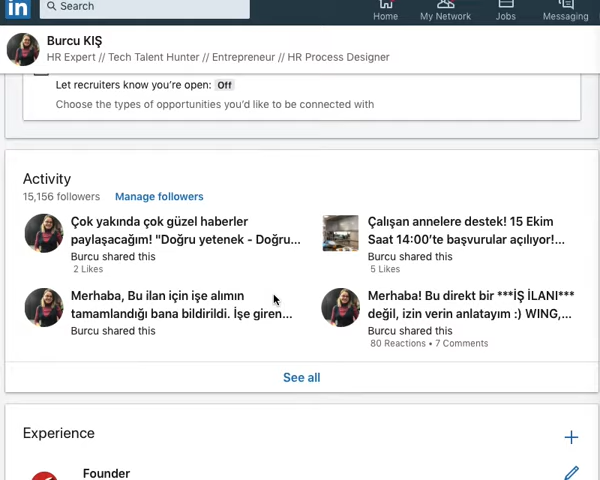 in
Search
Home
My Network
Jobs
Messaging
Burcu KIŞ
HR Expert // Tech Talent Hunter // Entrepreneur // HR Process Designer
Let recruiters know you're open: Off
Choose the types of opportunities you'd like to be connected with
Activity
15,156 followers Manage followers
Çok yakında çok güzel haberler
paylaşacağım! "Doğru yetenek - Doğru...
Burcu shared this
2 Likes
Çalışan annelere destek! 15 Ekim
Saat 14:00'te başvurular açılıyor!...
Burcu shared this
5 Likes
Merhaba, Bu ilan için işe alımın
tamamlandığı bana bildirildi. İşe giren...
Burcu shared this
Merhaba! Bu direkt bir ***İŞ İLANI***
değil, izin verin anlatayım :) WING,...
Burcu shared this
80 Reactions • 7 Comments
See all
Experience
Founder